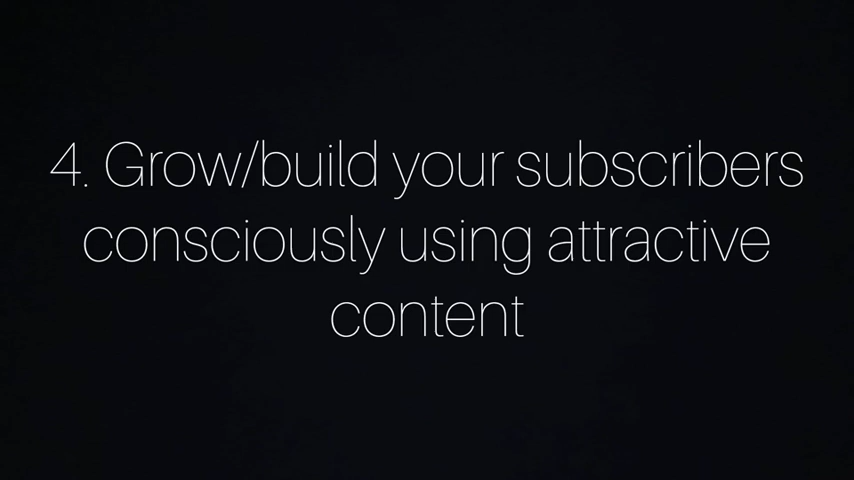 4. Grow/build your subscribers
consciously using attractive
content